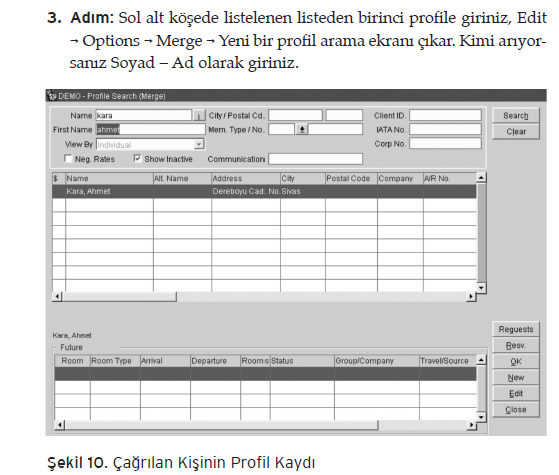 3. Adım: Sol alt köşede listelenen listeden birinci profile giriniz, Edit
→ Options → Merge → Yeni bir profil arama ekranı çıkar. Kimi arıyor-
sanız Soyad – Ad olarak giriniz.
DEMO - Profile Search (Merge)
Name kara City / Postal Cd. Client ID. Search
First Name ahmet Mem. Type / No. IATA No. Clear
View By Individual Corp No.
Neg. Rates Show Inactive Communication
$ Name Alt. Name Address City Postal Code Company A/R No.
Kara, Ahmet Dereboyu Cad. No. Sivas
Kara, Ahmet Reguests
Future Resv.
Room Room Type Arrival Departure Rooms Status Group/Company Travel/Source OK
New
Edit
Close
Şekil 10. Çağrılan Kişinin Profil Kaydı